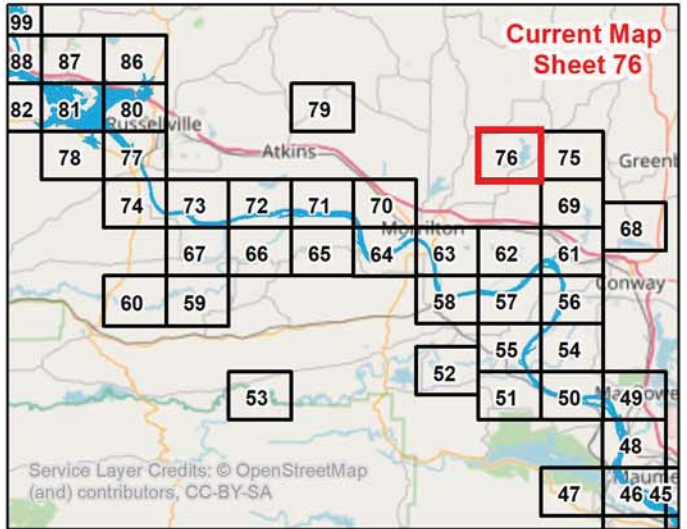 99
Current Map
Sheet 76
88 87 86
82 81 80 79
Russellville
78 77 Atkins 76 75
74 73 72 71 70 69 68
Morrilton
67 66 65 64 63 62 61
Conway
60 59 58 57 56
55 54
52
53 51 50 49
48
Service Layer Credits: © OpenStreetMap
(and) contributors, CC-BY-SA
47 46 45